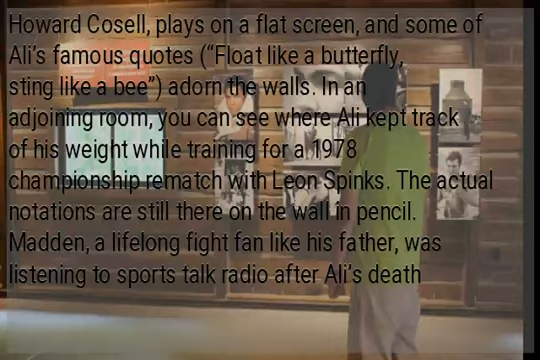 Howard Cosell, plays on a flat screen, and some of
Ali’s famous quotes (“Float like a butterfly,
sting like a bee”) adorn the walls. In an
adjoining room, you can see where Ali kept track
of his weight while training for a 1978
championship rematch with Leon Spinks. The actual
notations are still there on the wall in pencil.
Madden, a lifelong fight fan like his father, was
listening to sports talk radio after Ali’s death